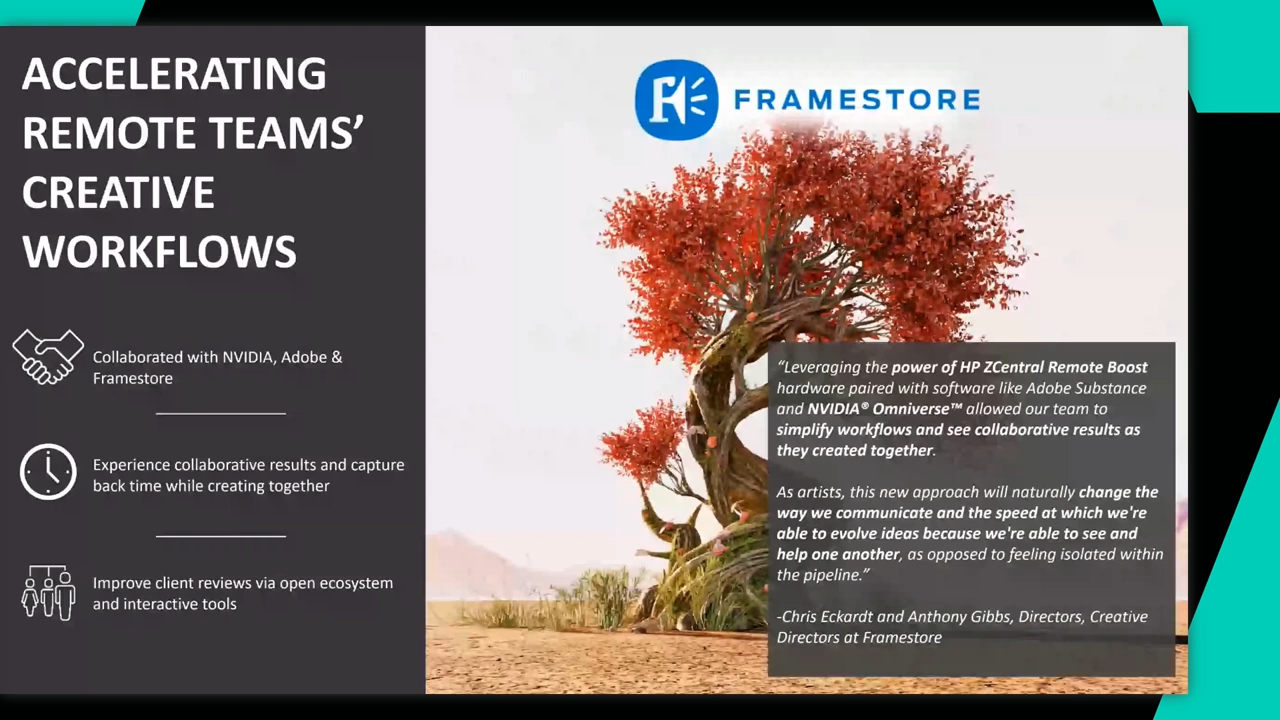 ACCELERATING
REMOTE TEAMS’
CREATIVE
WORKFLOWS
Collaborated with NVIDIA, Adobe &
Framestore
Experience collaborative results and capture
back time while creating together
Improve client reviews via open ecosystem
and interactive tools
FRAMESTORE
“Leveraging the power of HP ZCentral Remote Boost
hardware paired with software like Adobe Substance
and NVIDIA® Omniverse™ allowed our team to
simplify workflows and see collaborative results as
they created together.
As artists, this new approach will naturally change the
way we communicate and the speed at which we're
able to evolve ideas because we're able to see and
help one another, as opposed to feeling isolated within
the pipeline.”
-Chris Eckardt and Anthony Gibbs, Directors, Creative
Directors at Framestore